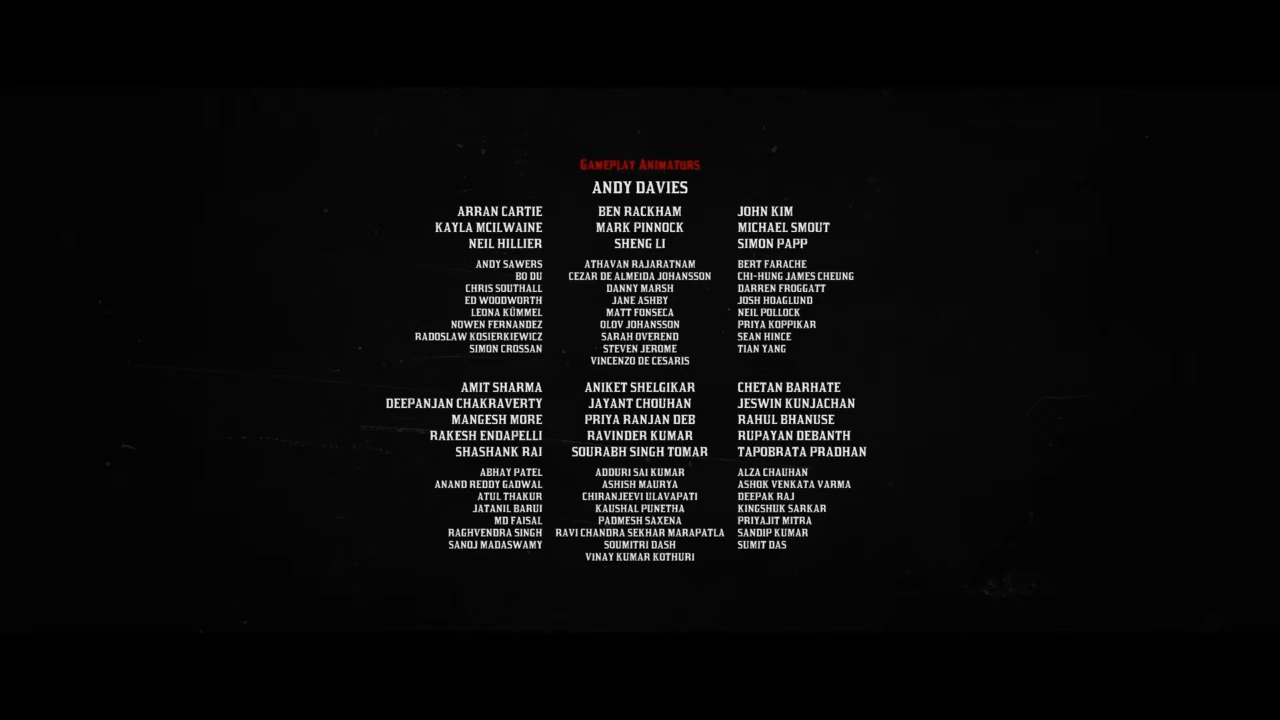 Gameplay Animators
ANDY DAVIES
ARRAN CARTIE BEN RACKHAM JOHN KIM
KAYLA MCILWAINE MARK PINNOCK MICHAEL SMOUT
NEIL HILLIER SHENG LI SIMON PAPP
ANDY SAWERS ATHAVAN RAJARATNAM BERT FARACHE
BO DU CEZAR DE ALMEIDA JOHANSSON CHI-HUNG JAMES CHEUNG
CHRIS SOUTHALL DANNY MARSH DARREN FROGGATT
ED WOODWORTH JANE ASHBY JOSH HOAGLUND
LEONA KÜMMEL MATT FONSECA NEIL POLLOCK
NOWEN FERNANDEZ OLOV JOHANSSON PRIYA KOPPIKAR
RADOSLAW KOSIERKIEWICZ SARAH OVEREND SEAN HINCE
SIMON CROSSAN STEVEN JEROME TIAN YANG
VINCENZO DE CESARIS
AMIT SHARMA ANIKET SHELGIKAR CHETAN BARHATE
DEEPANJAN CHAKRAVERTY JAYANT CHOUHAN JESWIN KUNJACHAN
MANGESH MORE PRIYA RANJAN DEB RAHUL BHANUSE
RAKESH ENDAPELLI RAVINDER KUMAR RUPAYAN DEBANTH
SHASHANK RAI SOURABH SINGH TOMAR TAPOBRATA PRADHAN
ABHAY PATEL ADDURI SAI KUMAR ALZA CHAUHAN
ANAND REDDY GADWAL ASHISH MAURYA ASHOK VENKATA VARMA
ATUL THAKUR CHIRANJEEVI ULAVAPATI DEEPAK RAJ
JATANIL BARUI KAUSHAL PUNETHA KINGSHUK SARKAR
MD FAISAL PADMESH SAXENA PRIYAJIT MITRA
RAGHVENDRA SINGH RAVI CHANDRA SEKHAR MARAPATLA SANDIP KUMAR
SANOJ MADASWAMY SOUMITRI DASH SUMIT DAS
VINAY KUMAR KOTHURI